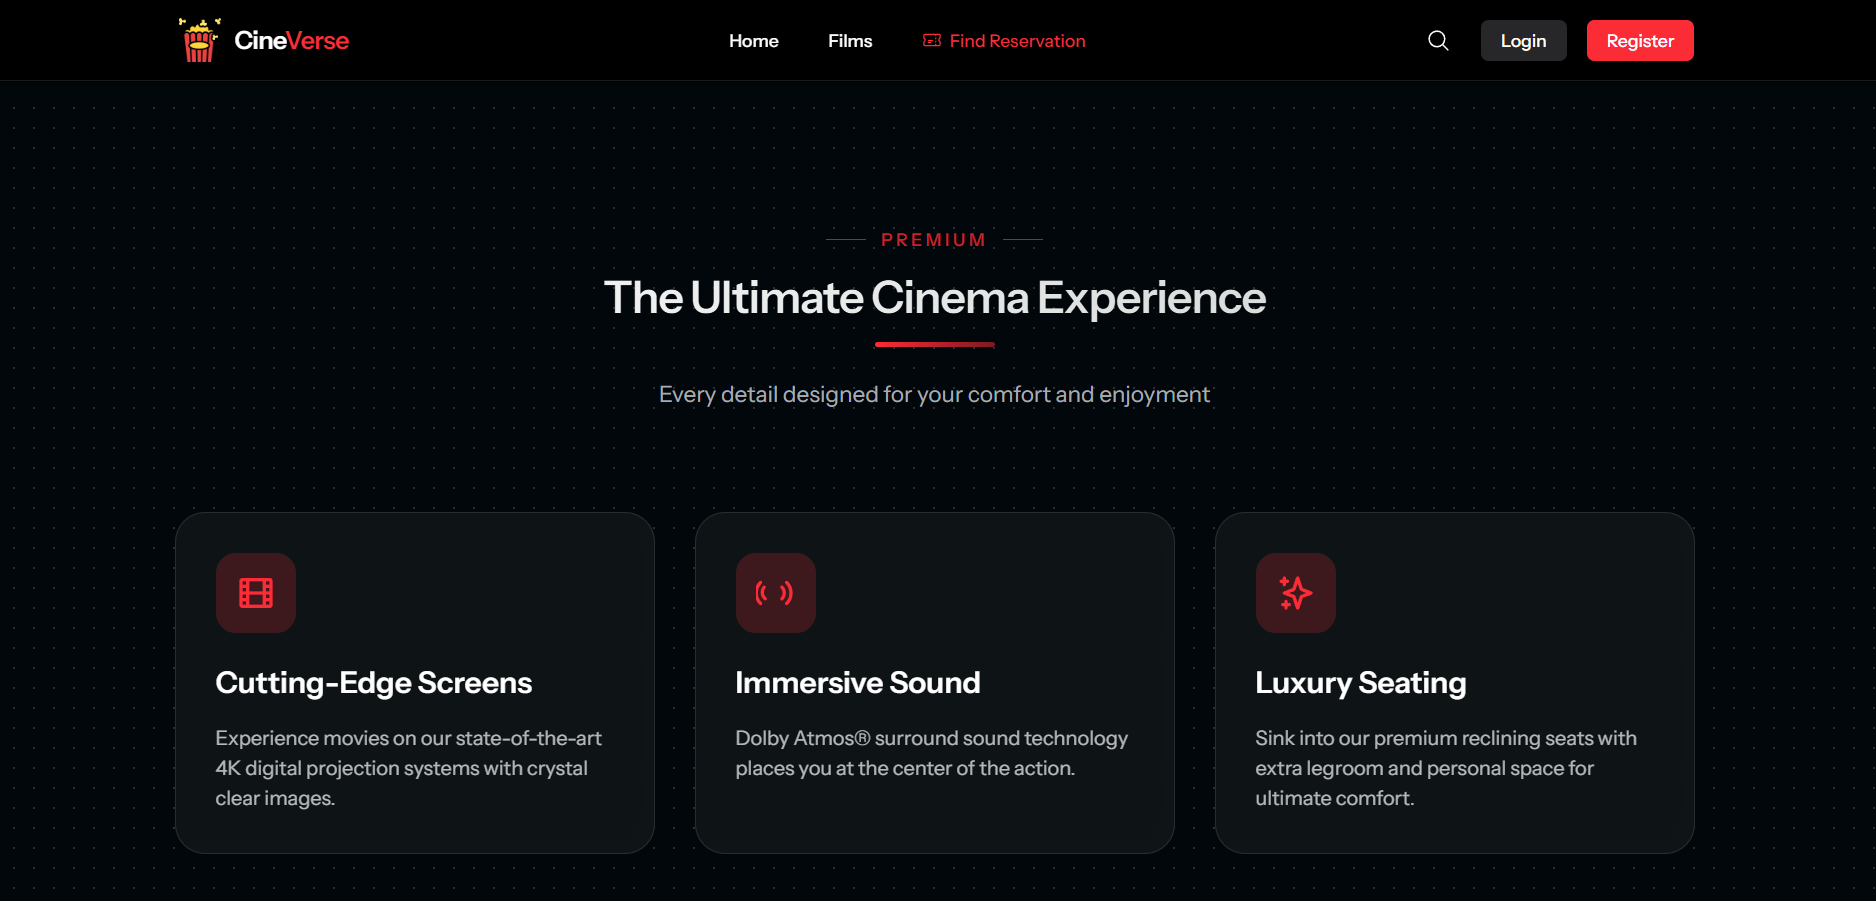 CineVerse
Home
Films
Find Reservation
Login
Register
PREMIUM
The Ultimate Cinema Experience
Every detail designed for your comfort and enjoyment
Cutting-Edge Screens
Experience movies on our state-of-the-art
4K digital projection systems with crystal
clear images.
Immersive Sound
Dolby Atmos® surround sound technology
places you at the center of the action.
Luxury Seating
Sink into our premium reclining seats with
extra legroom and personal space for
ultimate comfort.